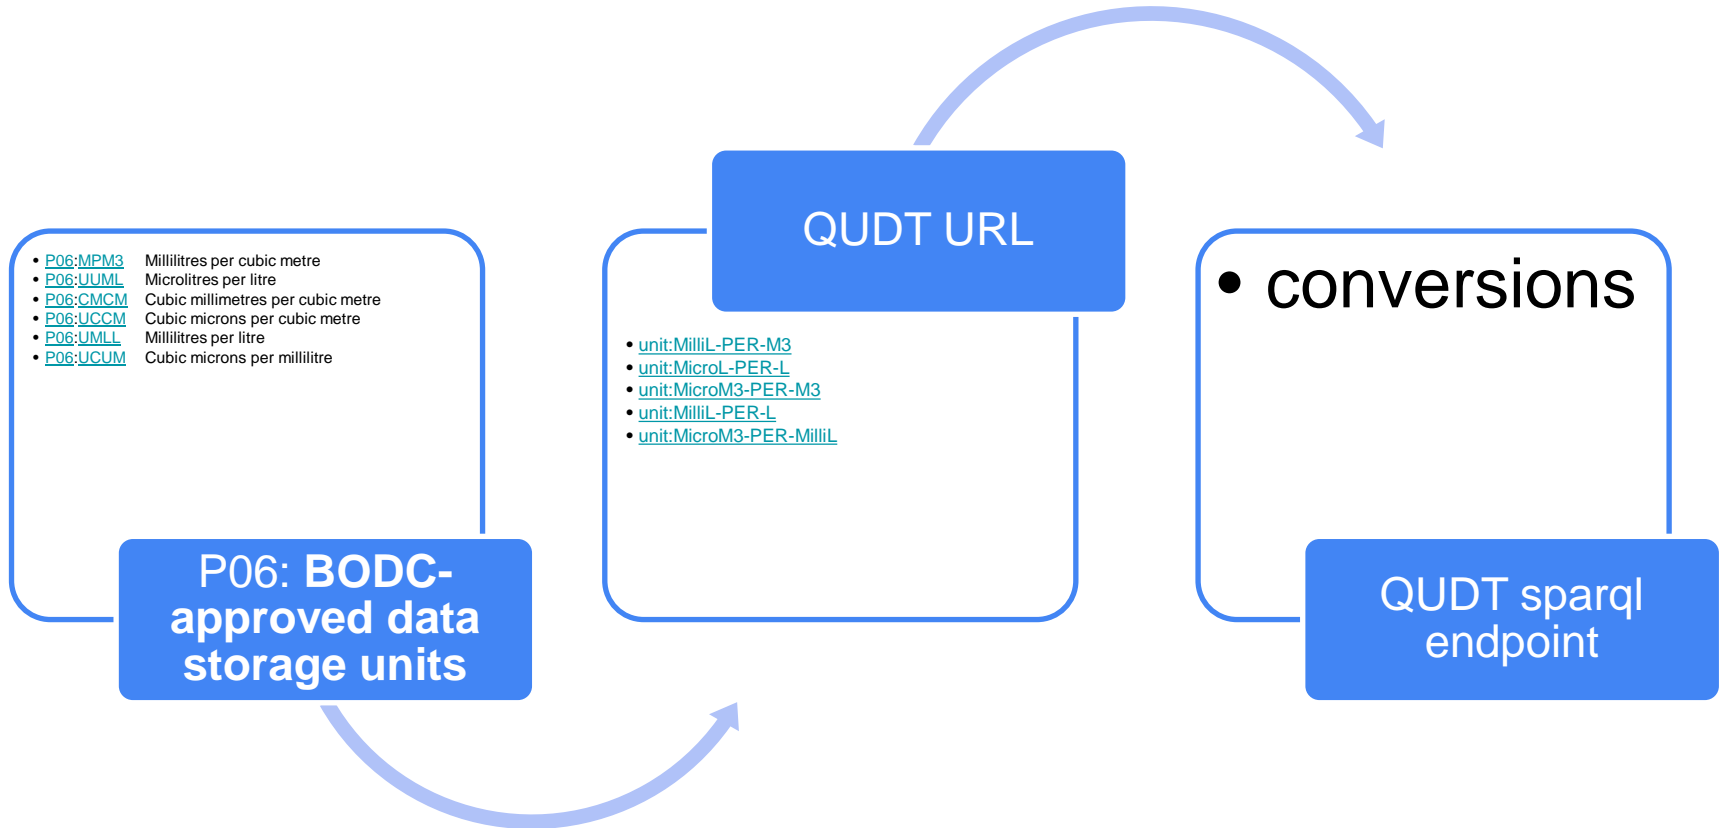 • P06:MPM3 Millilitres per cubic metre
• P06:UUML Microlitres per litre
• P06:CMCM Cubic millimetres per cubic metre
• P06:UCCM Cubic microns per cubic metre
• P06:UMLL Millilitres per litre
• P06:UCUM Cubic microns per millilitre
P06: BODC-
approved data
storage units
QUDT URL
• unit:MilliL-PER-M3
• unit:MicroL-PER-L
• unit:MicroM3-PER-M3
• unit:MilliL-PER-L
• unit:MicroM3-PER-MilliL
• conversions
QUDT sparql
endpoint